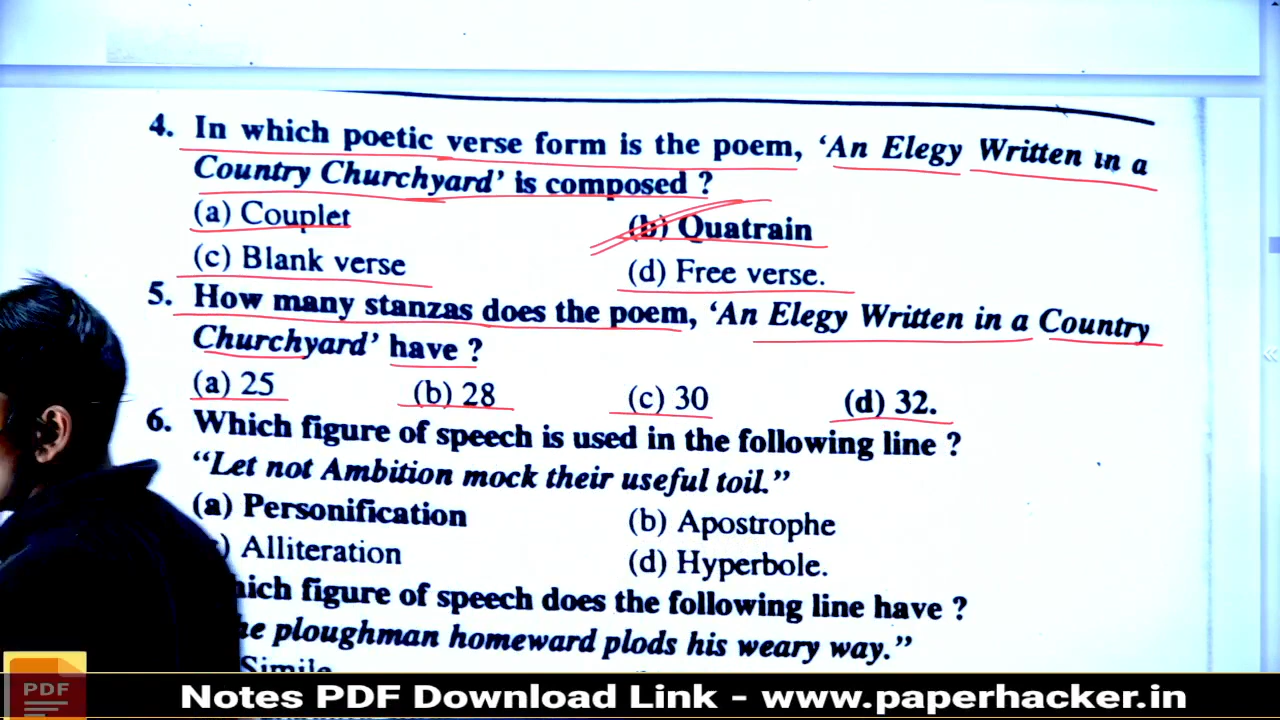 4. In which poetic verse form is the poem, ‘An Elegy Written in a
Country Churchyard’ is composed ?
(a) Couplet (b) Quatrain
(c) Blank verse (d) Free verse.
5. How many stanzas does the poem, ‘An Elegy Written in a Country
Churchyard’ have ?
(a) 25 (b) 28 (c) 30 (d) 32.
6. Which figure of speech is used in the following line ?
“Let not Ambition mock their useful toil.”
(a) Personification (b) Apostrophe
) Alliteration (d) Hyperbole.
hich figure of speech does the following line have ?
he ploughman homeward plods his weary way.”
Simile
PDF
Notes PDF Download Link - www.paperhacker.in